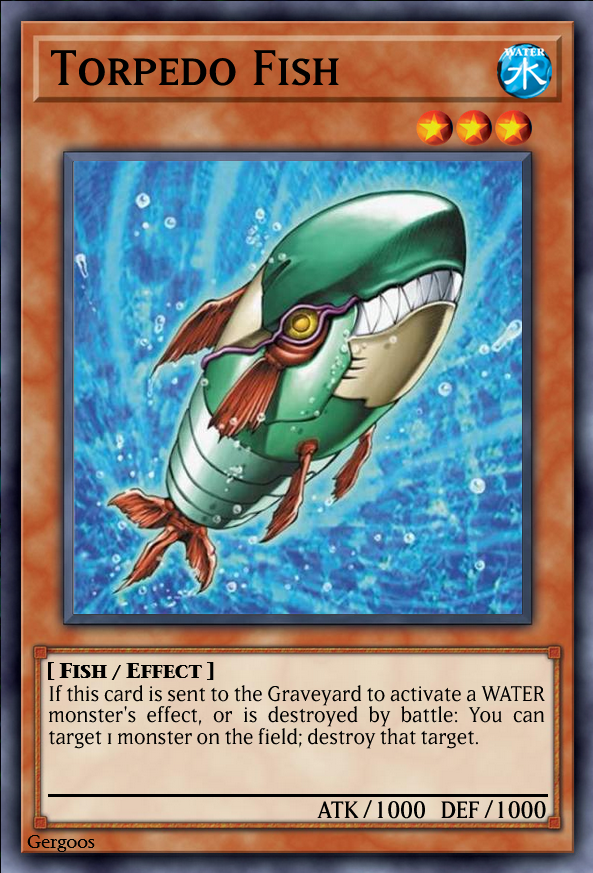 Torpedo Fish
WATER
水
[ Fish / Effect ]
If this card is sent to the Graveyard to activate a WATER
monster's effect, or is destroyed by battle: You can
target 1 monster on the field; destroy that target.
ATK / 1000 DEF / 1000
Gergoos